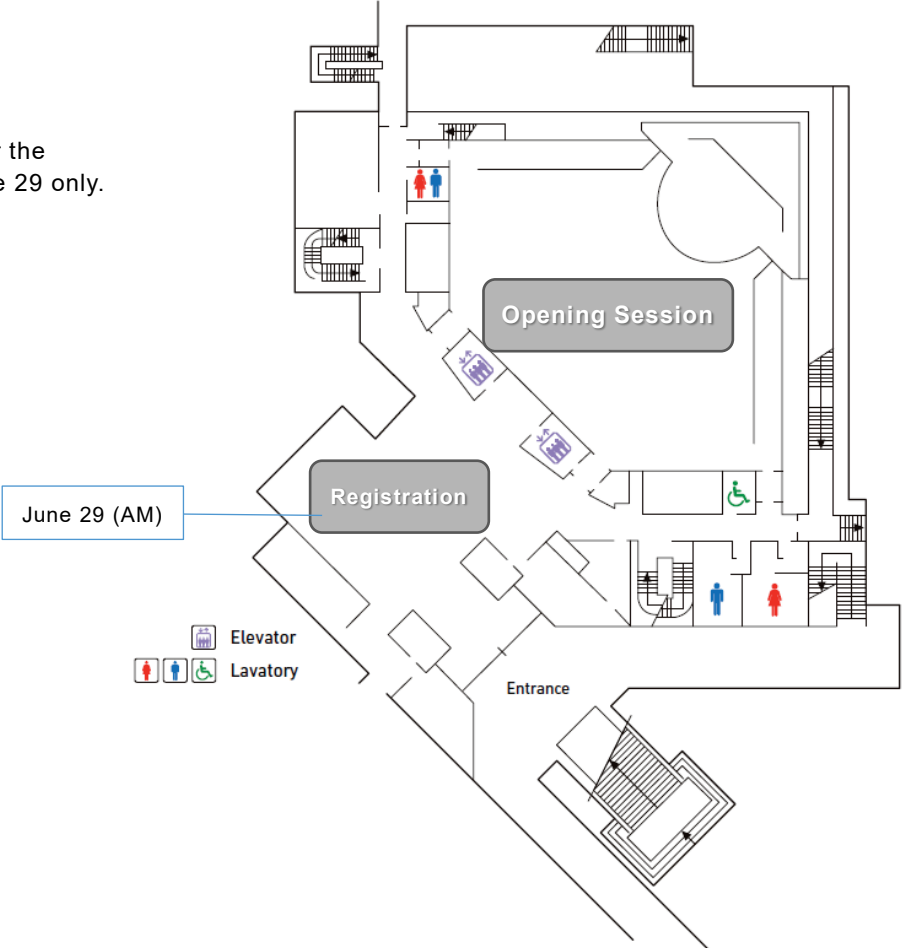 the
29 only.
Opening Session
Registration
June 29 (AM)
Elevator
Lavatory
Entrance